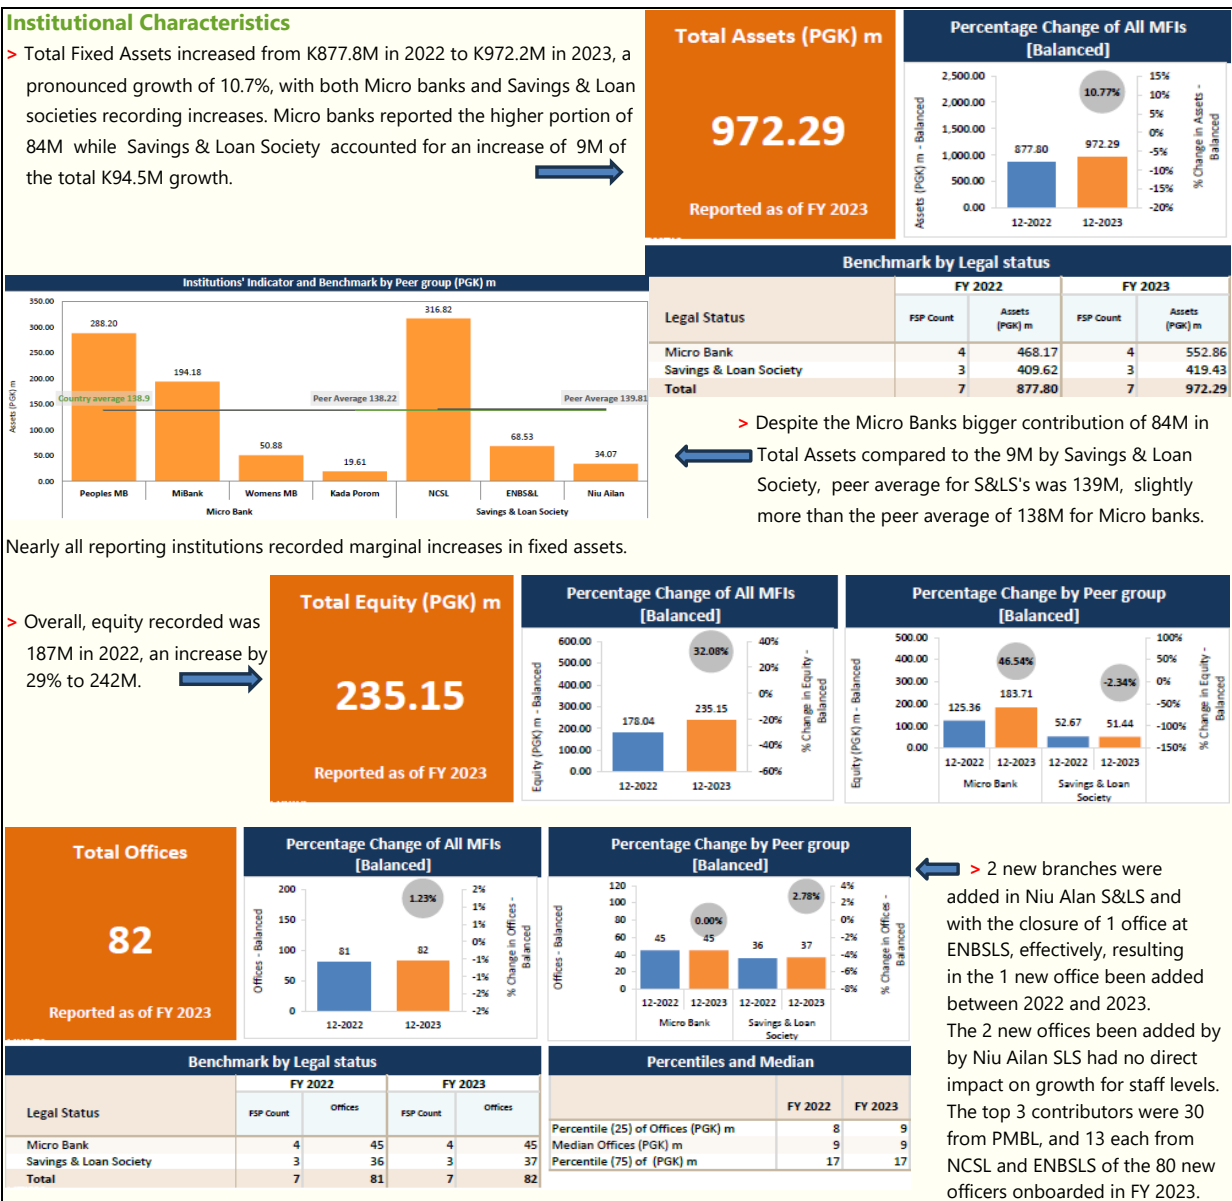 Institutional Characteristics
> Total Fixed Assets increased from K877.8M in 2022 to K972.2M in 2023, a
pronounced growth of 10.7%, with both Micro banks and Savings & Loan
societies recording increases. Micro banks reported the higher portion of
84M while Savings & Loan Society accounted for an increase of 9M of
the total K94.5M growth.
Total Assets (PGK) m
972.29
Reported as of FY 2023
Percentage Change of All MFIs
[Balanced]
Assets (PGK) m - Balanced
2,500.00
2,000.00
1,500.00
1,000.00
500.00
0.00
877.80
972.29
10.77%
12-2022
12-2023
15%
10%
5%
0%
-5%
-10%
-15%
-20%
% Change in Assets -
Balanced
Institutions' Indicator and Benchmark by Peer group (PGK) m
Assets (PGK) m
350.00
300.00
250.00
200.00
150.00
100.00
50.00
0.00
288.20
194.18
50.88
19.61
316.82
68.53
34.07
Country average 138.9
Peer Average 138.22
Peer Average 139.81
Peoples MB
MiBank
Womens MB
Kada Porom
NCSL
ENBS&L
Niu Ailan
Micro Bank
Savings & Loan Society
Benchmark by Legal status
FY 2022 FY 2023
Legal Status FSP Count Assets (PGK) m FSP Count Assets (PGK) m
Micro Bank 4 468.17 4 552.86
Savings & Loan Society 3 409.62 3 419.43
Total 7 877.80 7 972.29
> Despite the Micro Banks bigger contribution of 84M in
Total Assets compared to the 9M by Savings & Loan
Society, peer average for S&LS's was 139M, slightly
more than the peer average of 138M for Micro banks.
Nearly all reporting institutions recorded marginal increases in fixed assets.
> Overall, equity recorded was
187M in 2022, an increase by
29% to 242M.
Total Equity (PGK) m
235.15
Reported as of FY 2023
Percentage Change of All MFIs
[Balanced]
Equity (PGK) m - Balanced
600.00
500.00
400.00
300.00
200.00
100.00
0.00
178.04
235.15
32.08%
12-2022
12-2023
40%
20%
0%
-20%
-40%
-60%
% Change in Equity -
Balanced
Percentage Change by Peer group
[Balanced]
Equity (PGK) m - Balanced
500.00
400.00
300.00
200.00
100.00
0.00
125.36
183.71
52.67
51.44
46.54%
-2.34%
12-2022 12-2023 12-2022 12-2023
Micro Bank
Savings & Loan
Society
100%
50%
0%
-50%
-100%
-150%
% Change in Equity -
Balanced
Total Offices
82
Reported as of FY 2023
Percentage Change of All MFIs
[Balanced]
Offices - Balanced
200
150
100
50
0
81
82
1.23%
12-2022
12-2023
2%
1%
1%
0%
-1%
-1%
-2%
-2%
% Change in Offices -
Balanced
Percentage Change by Peer group
[Balanced]
Offices - Balanced
120
100
80
60
40
20
0
45
45
36
37
0.00%
2.78%
12-2022 12-2023 12-2022 12-2023
Micro Bank
Savings & Loan
Society
4%
2%
0%
-2%
-4%
-6%
-8%
% Change in Offices -
Balanced
> 2 new branches were
added in Niu Alan S&LS and
with the closure of 1 office at
ENBSLS, effectively, resulting
in the 1 new office been added
between 2022 and 2023.
The 2 new offices been added by
by Niu Ailan SLS had no direct
impact on growth for staff levels.
The top 3 contributors were 30
from PMBL, and 13 each from
NCSL and ENBSLS of the 80 new
officers onboarded in FY 2023.
Benchmark by Legal status
FY 2022 FY 2023
Legal Status FSP Count Offices FSP Count Offices
Micro Bank 4 45 4 45
Savings & Loan Society 3 36 3 37
Total 7 81 7 82
Percentiles and Median
FY 2022 FY 2023
Percentile (25) of Offices (PGK) m 8 9
Median Offices (PGK) m 9 9
Percentile (75) of (PGK) m 17 17